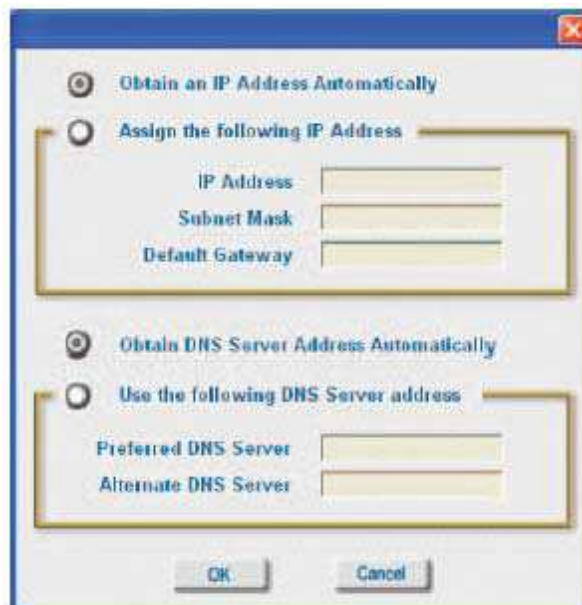 Obtain an IP Address Automatically
Assign the following IP Address
IP Address
Subnet Mask
Default Gateway
Obtain DNS Server Address Automatically
Use the following DNS Server address
Preferred DNS Server
Alternate DNS Server
OK
Cancel